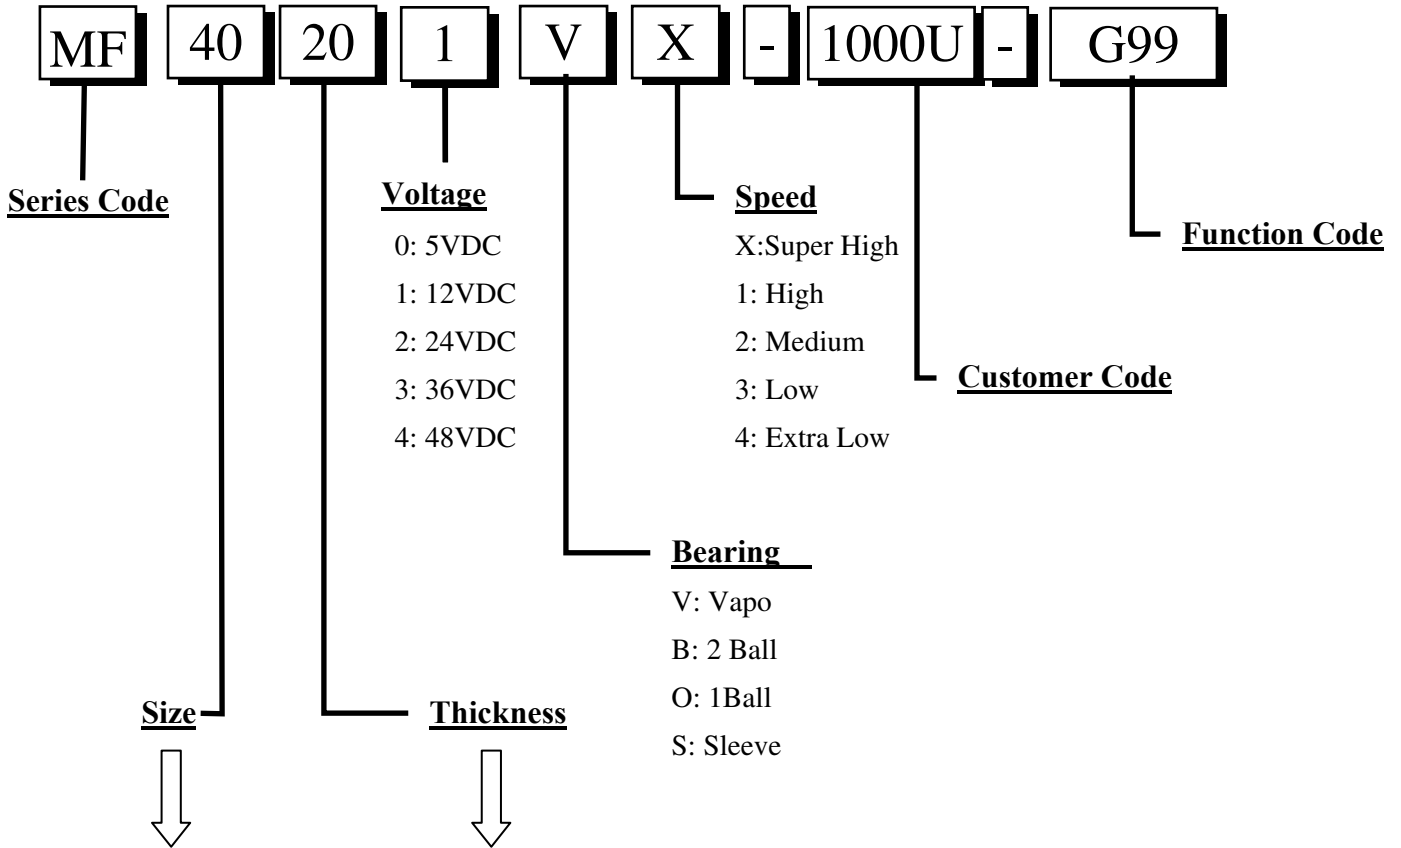 MF 40 20 1 V X - 1000U - G99
Series Code
Voltage
0: 5VDC
1: 12VDC
2: 24VDC
3: 36VDC
4: 48VDC
Speed
X:Super High
1: High
2: Medium
3: Low
4: Extra Low
Function Code
Customer Code
Bearing
V: Vapo
B: 2 Ball
O: 1Ball
S: Sleeve
Size
Thickness